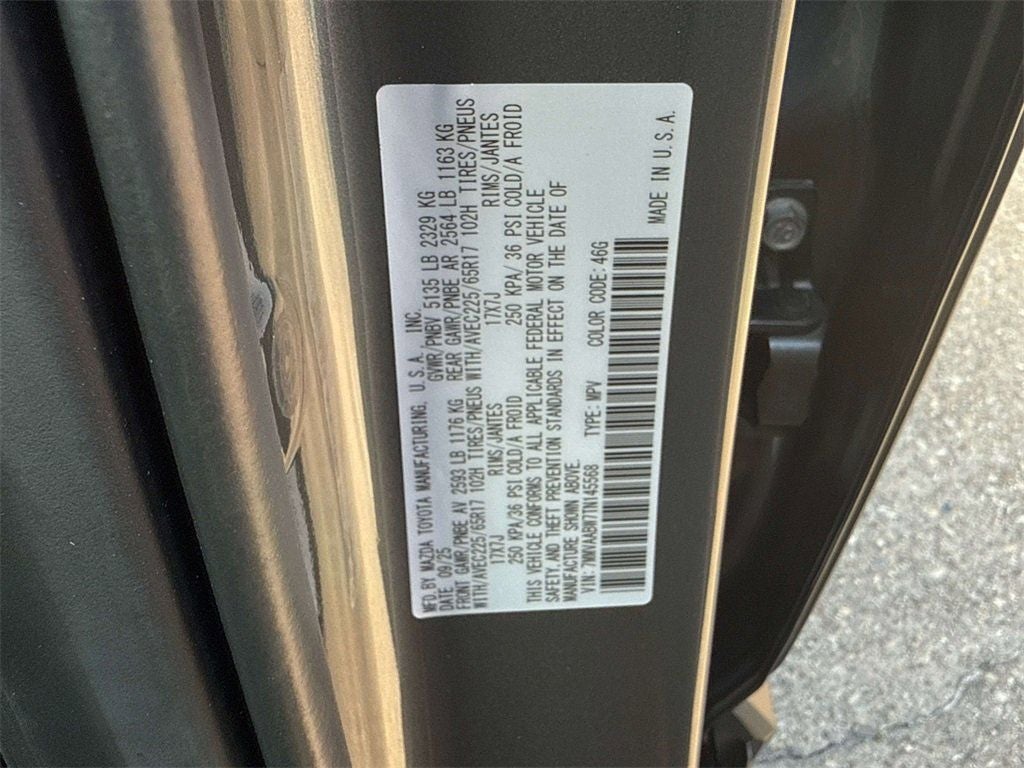 MFD. BY MAZDA TOYOTA MANUFACTURING, U.S.A. INC.
DATE 09/25 GVWR/PNBV 5135 LB 2329 KG
FRONT GAWR/PNBE AV 2593 LB 1176 KG REAR GAWR/PNBE AR 2564 LB 1163 KG
WITH/AVEC225/65R17 102H TIRES/PNEUS WITH/AVEC225/65R17 102H TIRES/PNEUS
17X7J RIMS/JANTES 17X7J RIMS/JANTES
250 KPA/36 PSI COLD/A FROID 250 KPA/36 PSI COLD/A FROID
THIS VEHICLE CONFORMS TO ALL APPLICABLE FEDERAL MOTOR VEHICLE
SAFETY, AND THEFT PREVENTION STANDARDS IN EFFECT ON THE DATE OF
MANUFACTURE SHOWN ABOVE.
VIN: 7MMVAABW7TN145568 TYPE: MPV COLOR CODE: 46G
MADE IN U.S.A.